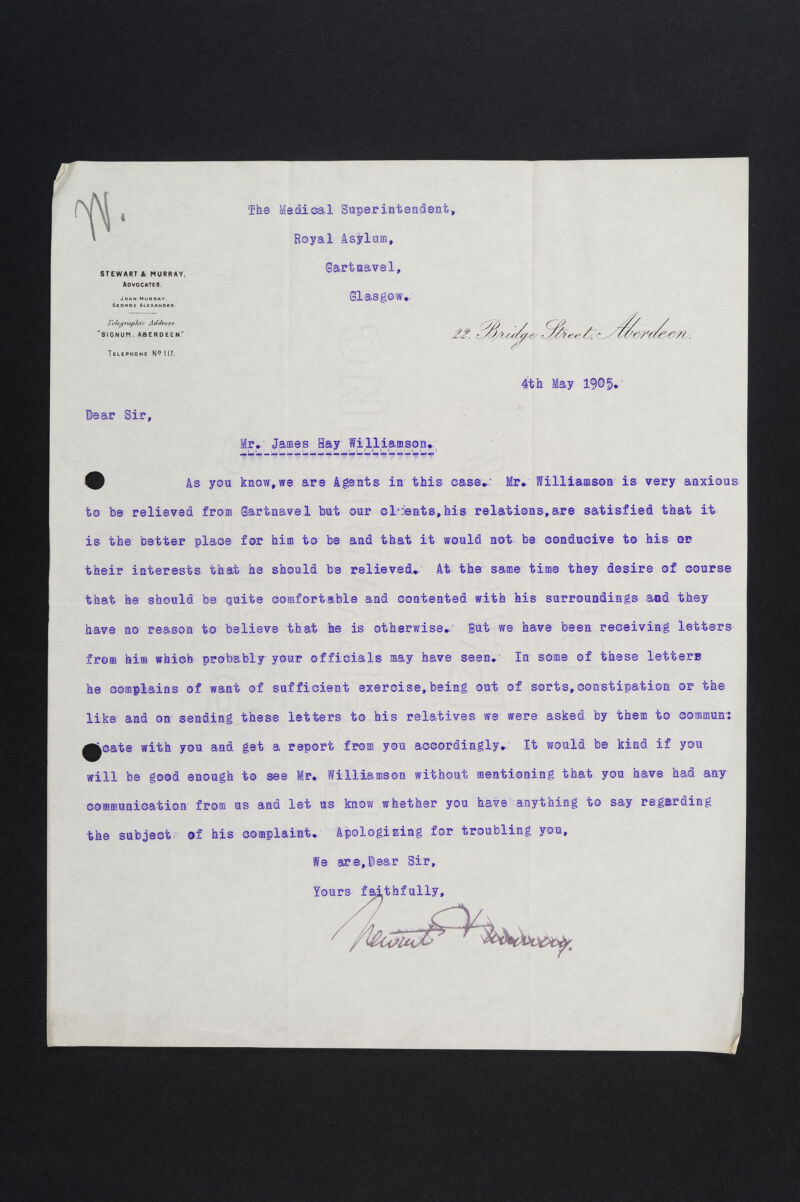 W.
The Medical Superintendent,
Royal Asylum,
Gartnavel,
Glasgow.
STEWART & MURRAY,
ADVOCATES.
JOHN MURRAY.
GEORGE ALEXANDER.
Telegraphic Address
"SIGNUM, ABERDEEN."
TELEPHONE No 117.
22. Bridge Street, Aberdeen.
4th May 1905.
Dear Sir,
Mr. James Hay Williamson.
As you know,we are Agents in this case. Mr. Williamson is very anxious
to be relieved from Gartnavel but our clients,his relations,are satisfied that it
is the better place for him to be and that it would not be conducive to his or
their interests that he should be relieved. At the same time they desire of course
that he should be quite comfortable and contented with his surroundings and they
have no reason to believe that he is otherwise. But we have been receiving letters
from him which probably your officials may have seen. In some of these letters
he complains of want of sufficient exercise,being out of sorts,constipation or the
like and on sending these letters to his relatives we were asked by them to commun:
icate with you and get a report from you accordingly. It would be kind if you
will be good enough to see Mr. Williamson without mentioning that you have had any
communication from us and let us know whether you have anything to say regarding
the subject of his complaint. Apologizing for troubling you,
We are,Dear Sir,
Yours faithfully,
Stewart & Murray.